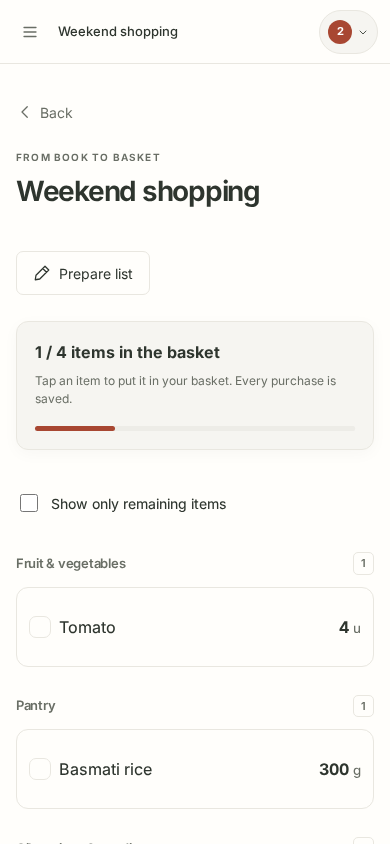 Weekend shopping
2
Back
FROM BOOK TO BASKET
Weekend shopping
Prepare list
1 / 4 items in the basket
Tap an item to put it in your basket. Every purchase is
saved.
Show only remaining items
Fruit & vegetables 1
Tomato 4 u
Pantry 1
Basmati rice 300 g